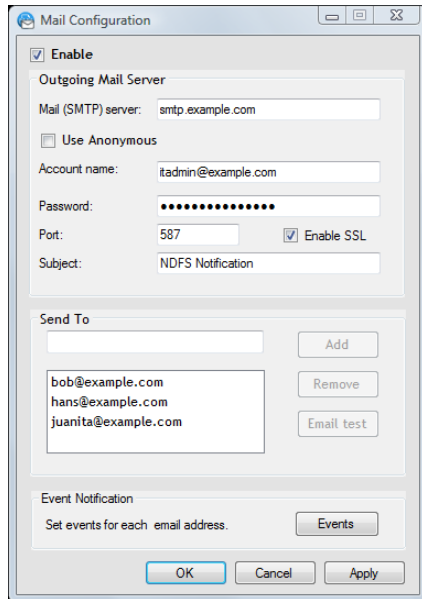 Mail Configuration
Enable
Outgoing Mail Server
Mail (SMTP) server: smtp.example.com
Use Anonymous
Account name: itadmin@example.com
Password: •••••••••••••••
Port: 587 Enable SSL
Subject: NDFS Notification
Send To
Add
bob@example.com
hans@example.com
juanita@example.com
Remove
Email test
Event Notification
Set events for each email address. Events
OK Cancel Apply